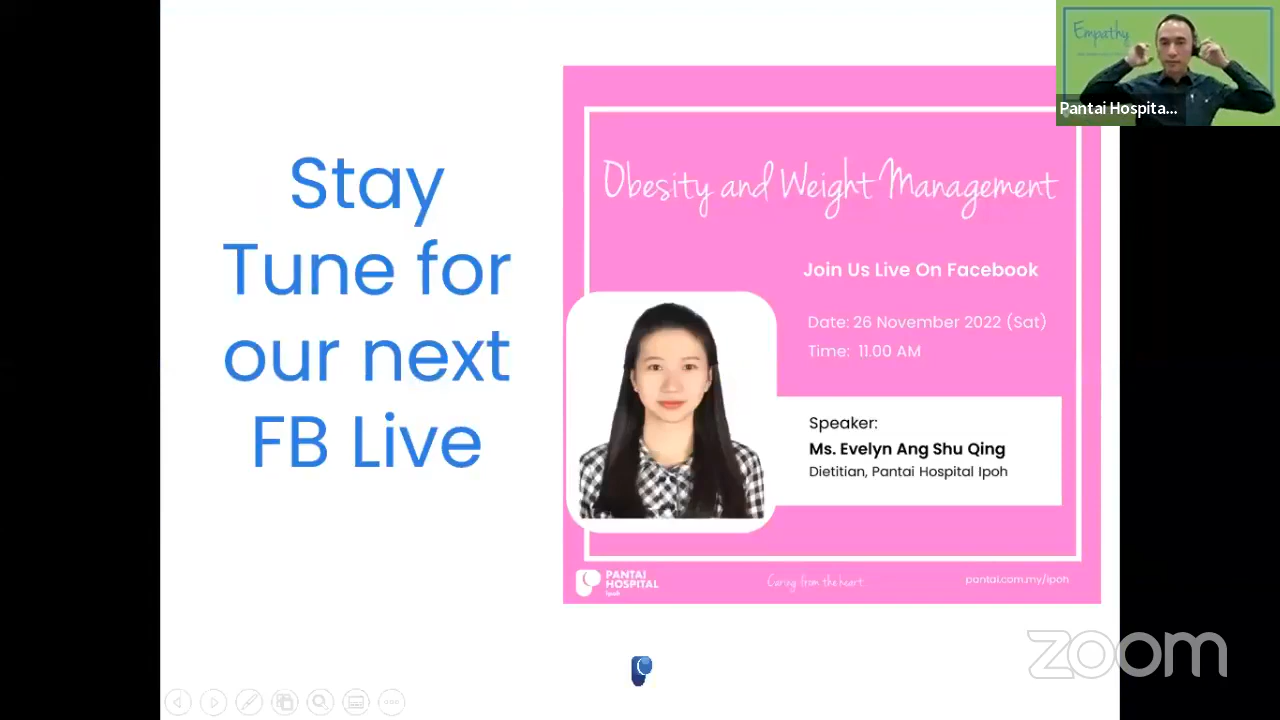 Stay
Tune for
our next
FB Live
Obesity and Weight Management
Join Us Live On Facebook
Date: 26 November 2022 (Sat)
Time: 11.00 AM
Speaker:
Ms. Evelyn Ang Shu Qing
Dietitian, Pantai Hospital Ipoh
PANTAI
HOSPITAL
Ipoh
Caring from the heart
pantai.com.my/ipoh
Empathy
Pantai Hospita...
zoom